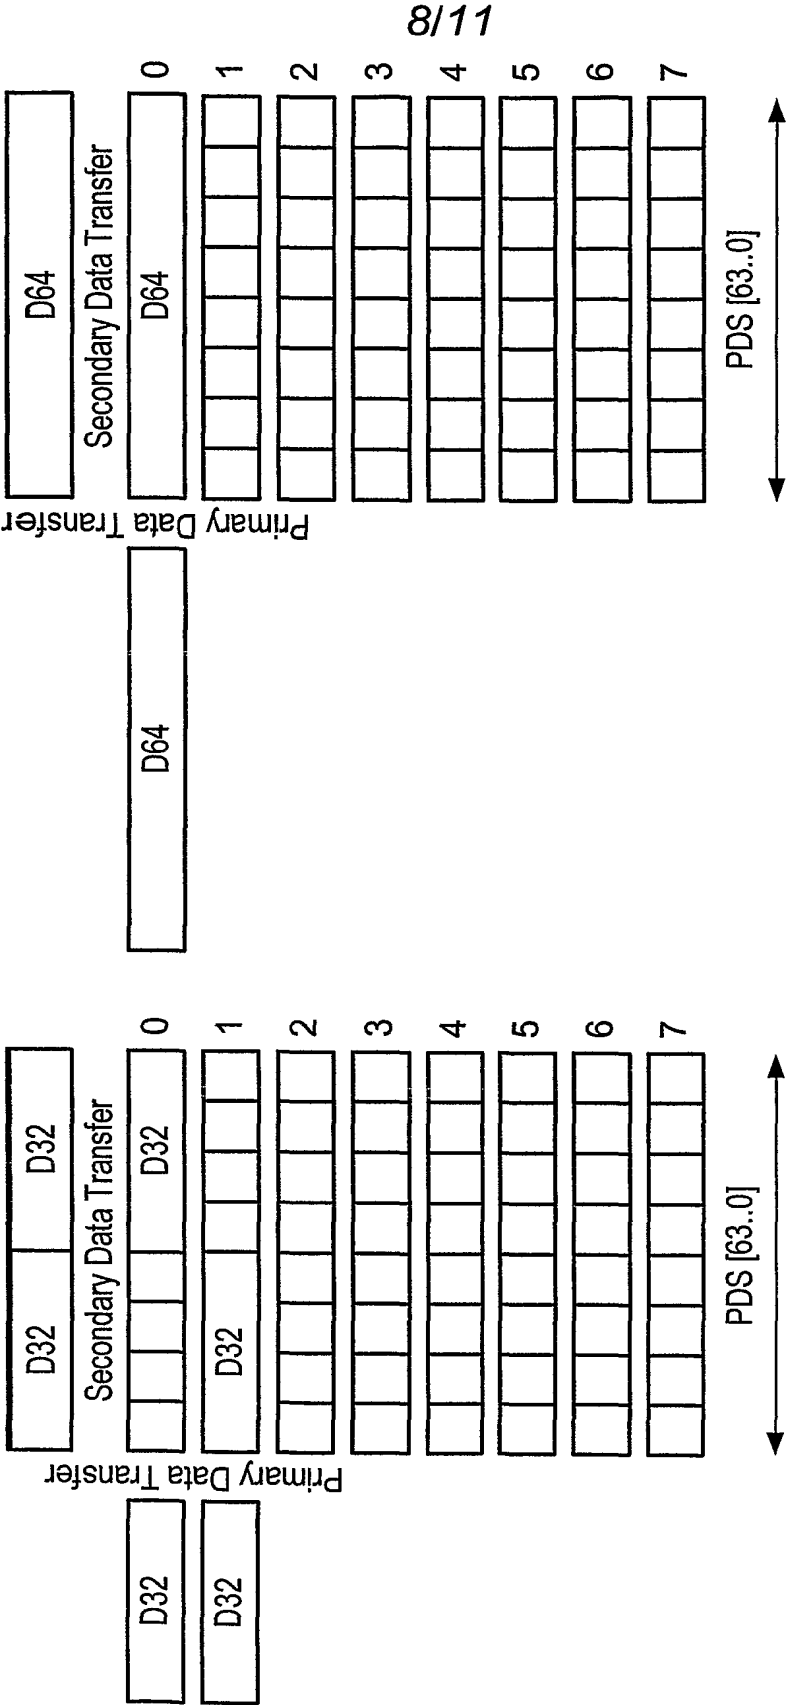 8/11
D64
Secondary Data Transfer
D64
0
1
2
3
4
5
6
7
Primary Data Transfer
D64
PDS [63..0]
D32
D32
Secondary Data Transfer
D32
D32
0
1
2
3
4
5
6
7
Primary Data Transfer
D32
D32
PDS [63..0]